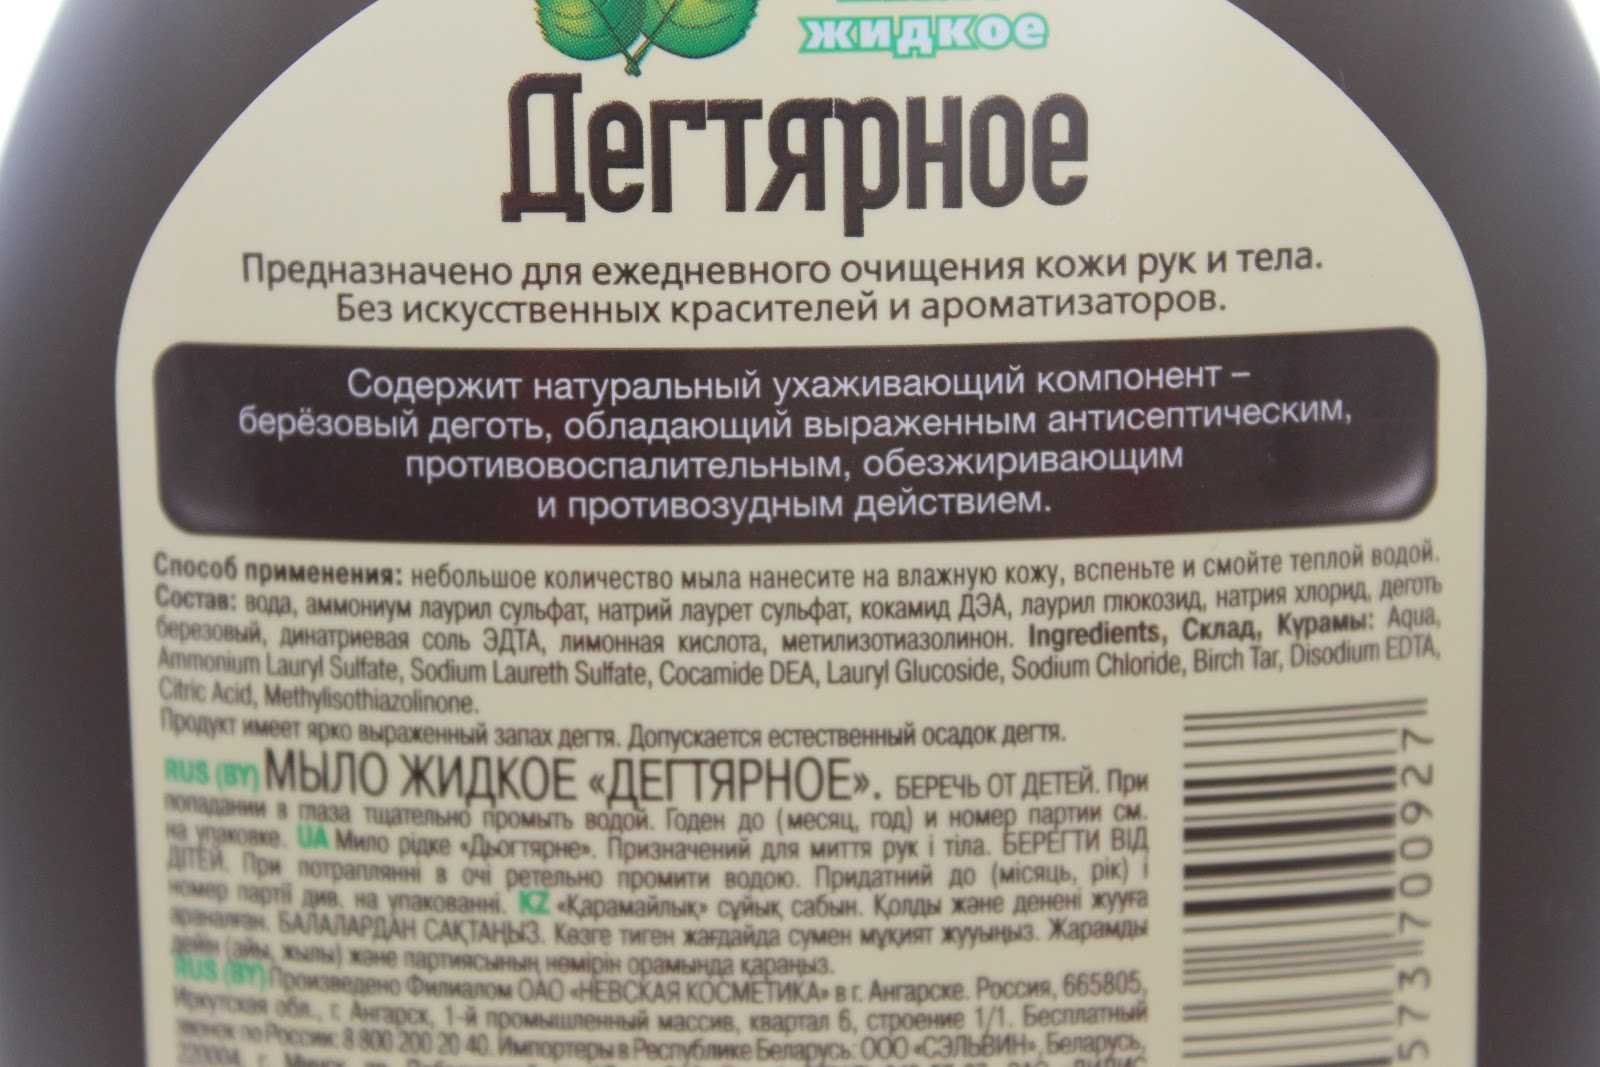 жидкое
Дегтярное
Предназначено для ежедневного очищения кожи рук и тела.
Без искусственных красителей и ароматизаторов.
Содержит натуральный ухаживающий компонент –
берёзовый деготь, обладающий выраженным антисептическим,
противовоспалительным, обезжиривающим
и противозудным действием.
Способ применения: небольшое количество мыла нанесите на влажную кожу, вспеньте и смойте теплой водой.
Состав: вода, аммониум лаурил сульфат, натрий лаурет сульфат, кокамид ДЭА, лаурил глюкозид, натрия хлорид, деготь
березовый, динатриевая соль ЭДТА, лимонная кислота, метилизотиазолинон. Ingredients, Склад, Курамы: Aqua,
Ammonium Lauryl Sulfate, Sodium Laureth Sulfate, Cocamide DEA, Lauryl Glucoside, Sodium Chloride, Birch Tar, Disodium EDTA,
Citric Acid, Methylisothiazolinone.
Продукт имеет ярко выраженный запах дегтя. Допускается естественный осадок дегтя.
RUS (BY) МЫЛО ЖИДКОЕ «ДЕГТЯРНОЕ». БЕРЕЧЬ ОТ ДЕТЕЙ. При
попадании в глаза тщательно промыть водой. Годен до (месяц, год) и номер партии см.
на упаковке. UA Мило рідке «Дьогтярне». Призначений для миття рук і тіла. БЕРЕГТИ ВІД
ДІТЕЙ. При потраплянні в очі ретельно промити водою. Придатний до (місяць, рік) і
номер партії див. на упакованні. KZ «Қарамайлық» сұйық сабын. Қолды және денені жууға
арналған. БАЛАЛАРДАН САҚТАҢЫЗ. Көзге тиген жағдайда сумен мұқият жууыңыз. Жарамды
дейін (айы, жылы) және партиясының немірін орамында қараңыз.
RUS (BY) Произведено Филиалом ОАО «НЕВСКАЯ КОСМЕТИКА» в г. Ангарске. Россия, 665805,
Иркутская обл., г. Ангарск, 1-й промышленный массив, квартал 6, строение 1/1. Бесплатный
звонок по России: 8 800 200 20 40. Импортеры в Республике Беларусь: ООО «СЭЛЬВИН», Беларусь,
220004, г. Минск,
573 700927